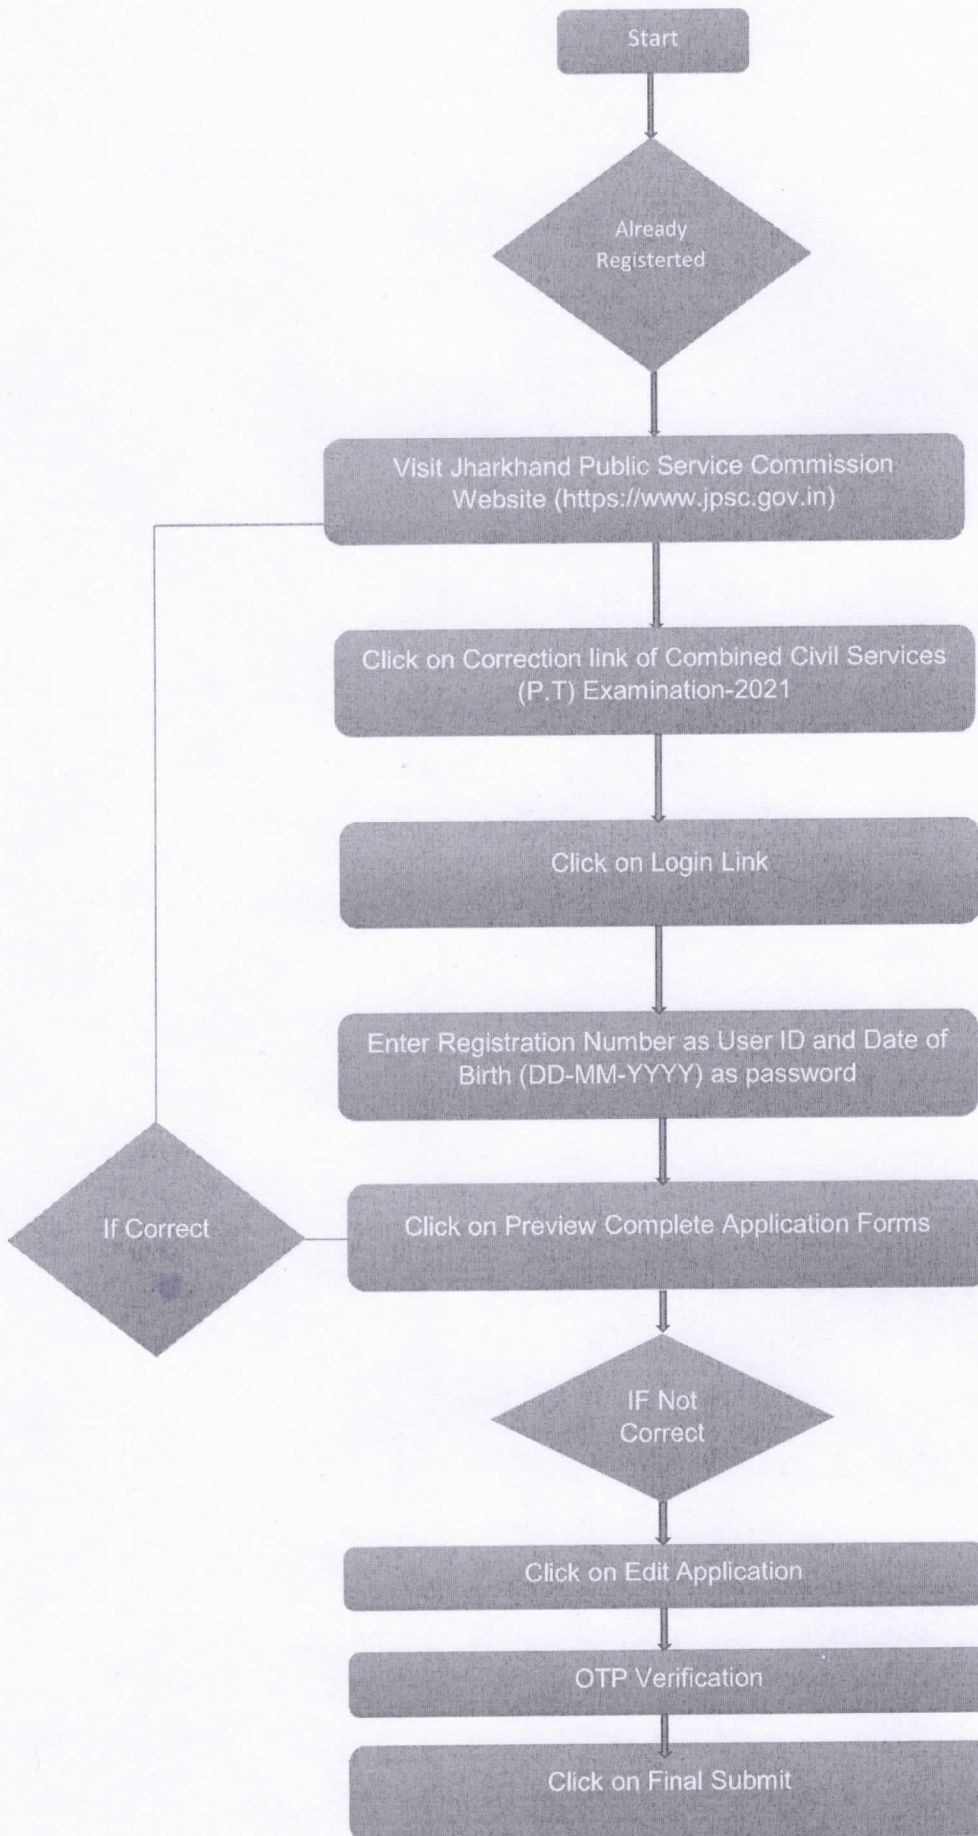 Start
Already
Registerted
Visit Jharkhand Public Service Commission
Website (https://www.jpsc.gov.in)
Click on Correction link of Combined Civil Services
(P.T) Examination-2021
Click on Login Link
Enter Registration Number as User ID and Date of
Birth (DD-MM-YYYY) as password
If Correct
Click on Preview Complete Application Forms
IF Not
Correct
Click on Edit Application
OTP Verification
Click on Final Submit